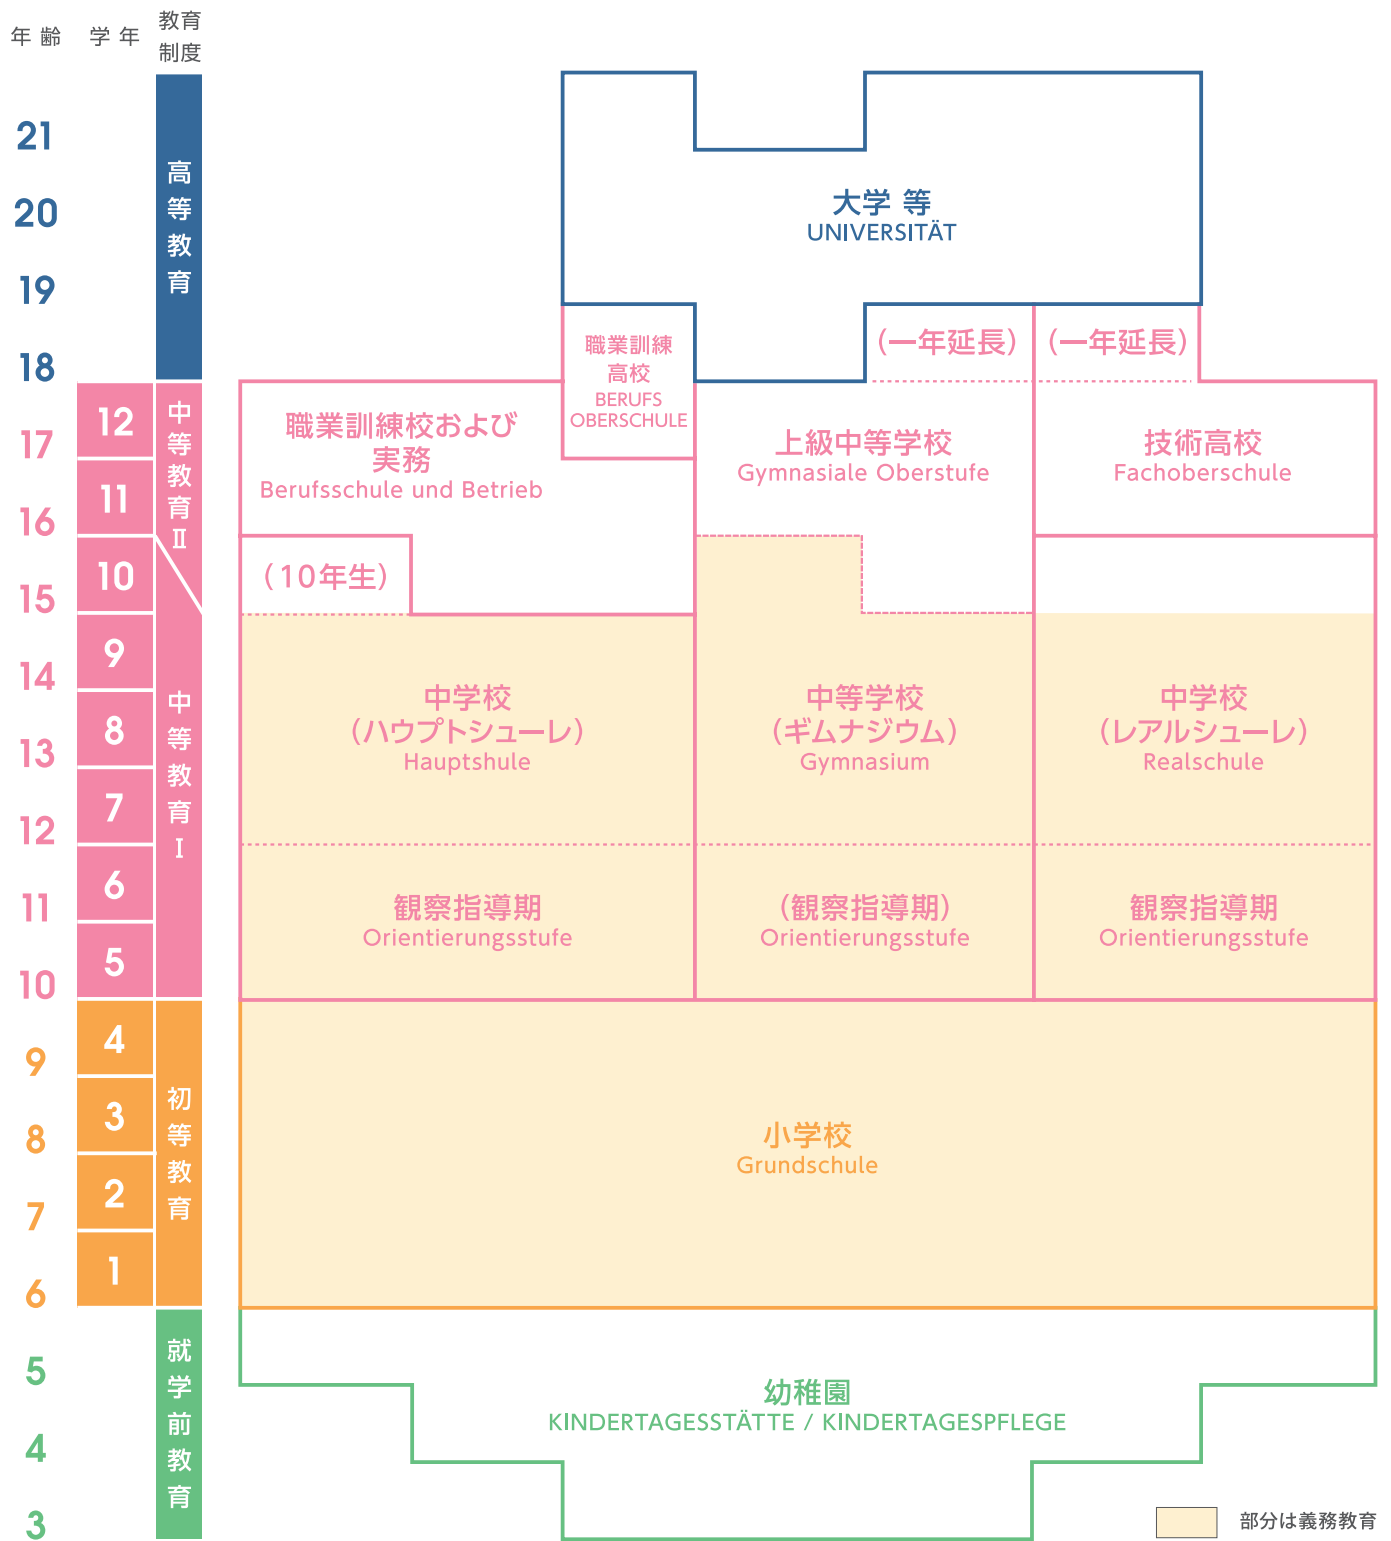 年齢
学年
教育
制度
21
20
19
18
17
16
15
14
13
12
11
10
9
8
7
6
5
4
3
12
11
10
9
8
7
6
5
4
3
2
1
高等教育
中等教育Ⅱ
中等教育Ⅰ
初等教育
就学前教育
大学 等
UNIVERSITÄT
職業訓練
高校
BERUFS
OBERSCHULE
(一年延長)
(一年延長)
職業訓練校および
実務
Berufsschule und Betrieb
上級中等学校
Gymnasiale Oberstufe
技術高校
Fachoberschule
(10年生)
中学校
(ハウプトシューレ)
Hauptshule
中等学校
(ギムナジウム)
Gymnasium
中学校
(レアルシューレ)
Realschule
観察指導期
Orientierungsstufe
(観察指導期)
Orientierungsstufe
観察指導期
Orientierungsstufe
小学校
Grundschule
幼稚園
KINDERTAGESSTÄTTE / KINDERTAGESPFLEGE
部分は義務教育